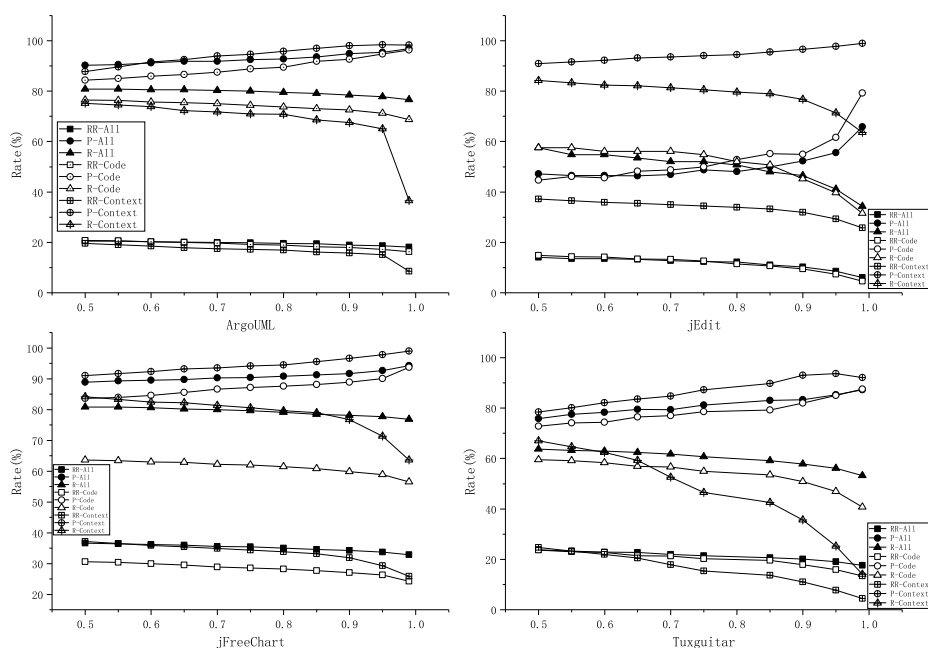 100
80
60
40
20
0
Rate(%)
RR-All
P-All
R-All
RR-Code
P-Code
R-Code
RR-Context
P-Context
R-Context
0.5 0.6 0.7 0.8 0.9 1.0
ArgoUML
100
80
60
40
20
0
Rate(%)
RR-All
P-All
R-All
RR-Code
P-Code
R-Code
RR-Context
P-Context
R-Context
0.5 0.6 0.7 0.8 0.9 1.0
jEdit
100
90
80
70
60
50
40
30
20
Rate(%)
RR-All
P-All
R-All
RR-Code
P-Code
R-Code
RR-Context
P-Context
R-Context
0.5 0.6 0.7 0.8 0.9 1.0
jFreeChart
100
80
60
40
20
0
Rate(%)
RR-All
P-All
R-All
RR-Code
P-Code
R-Code
RR-Context
P-Context
R-Context
0.5 0.6 0.7 0.8 0.9 1.0
Tuxguitar